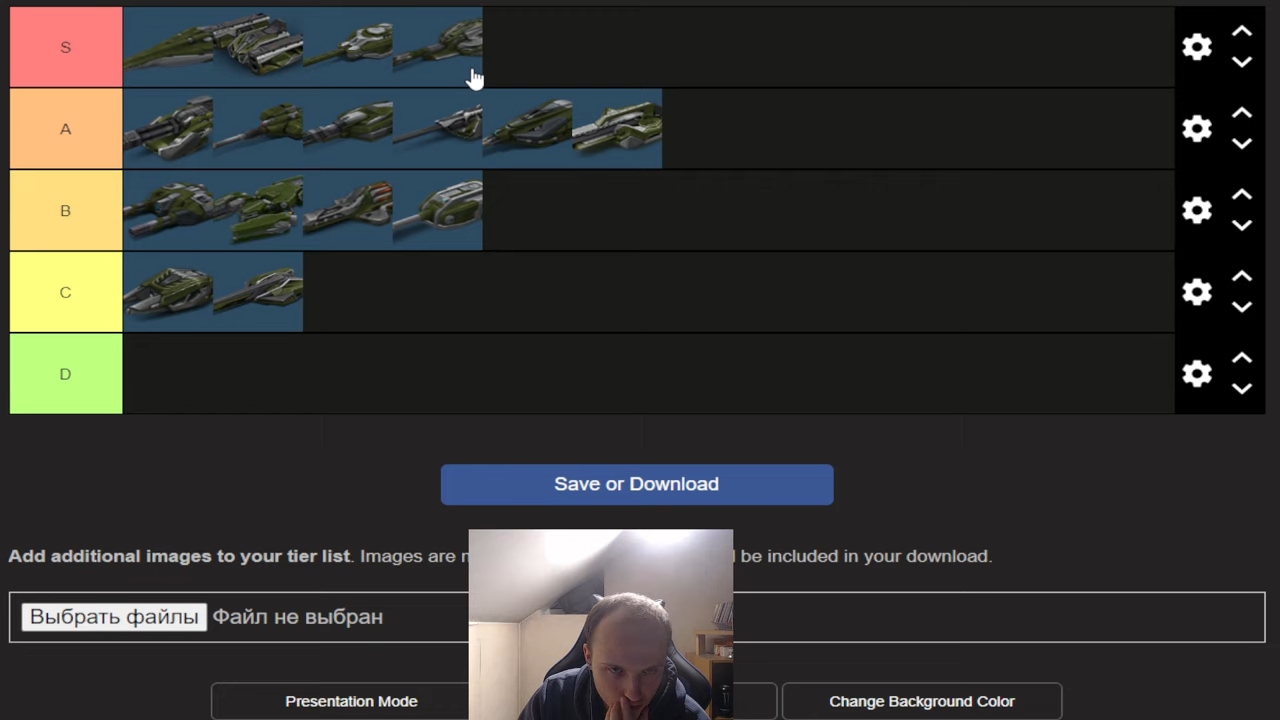 S
A
B
C
D
Save or Download
Add additional images to your tier list. Images are be included in your download.
Выбрать файлы Файл не выбран
Presentation Mode Change Background Color